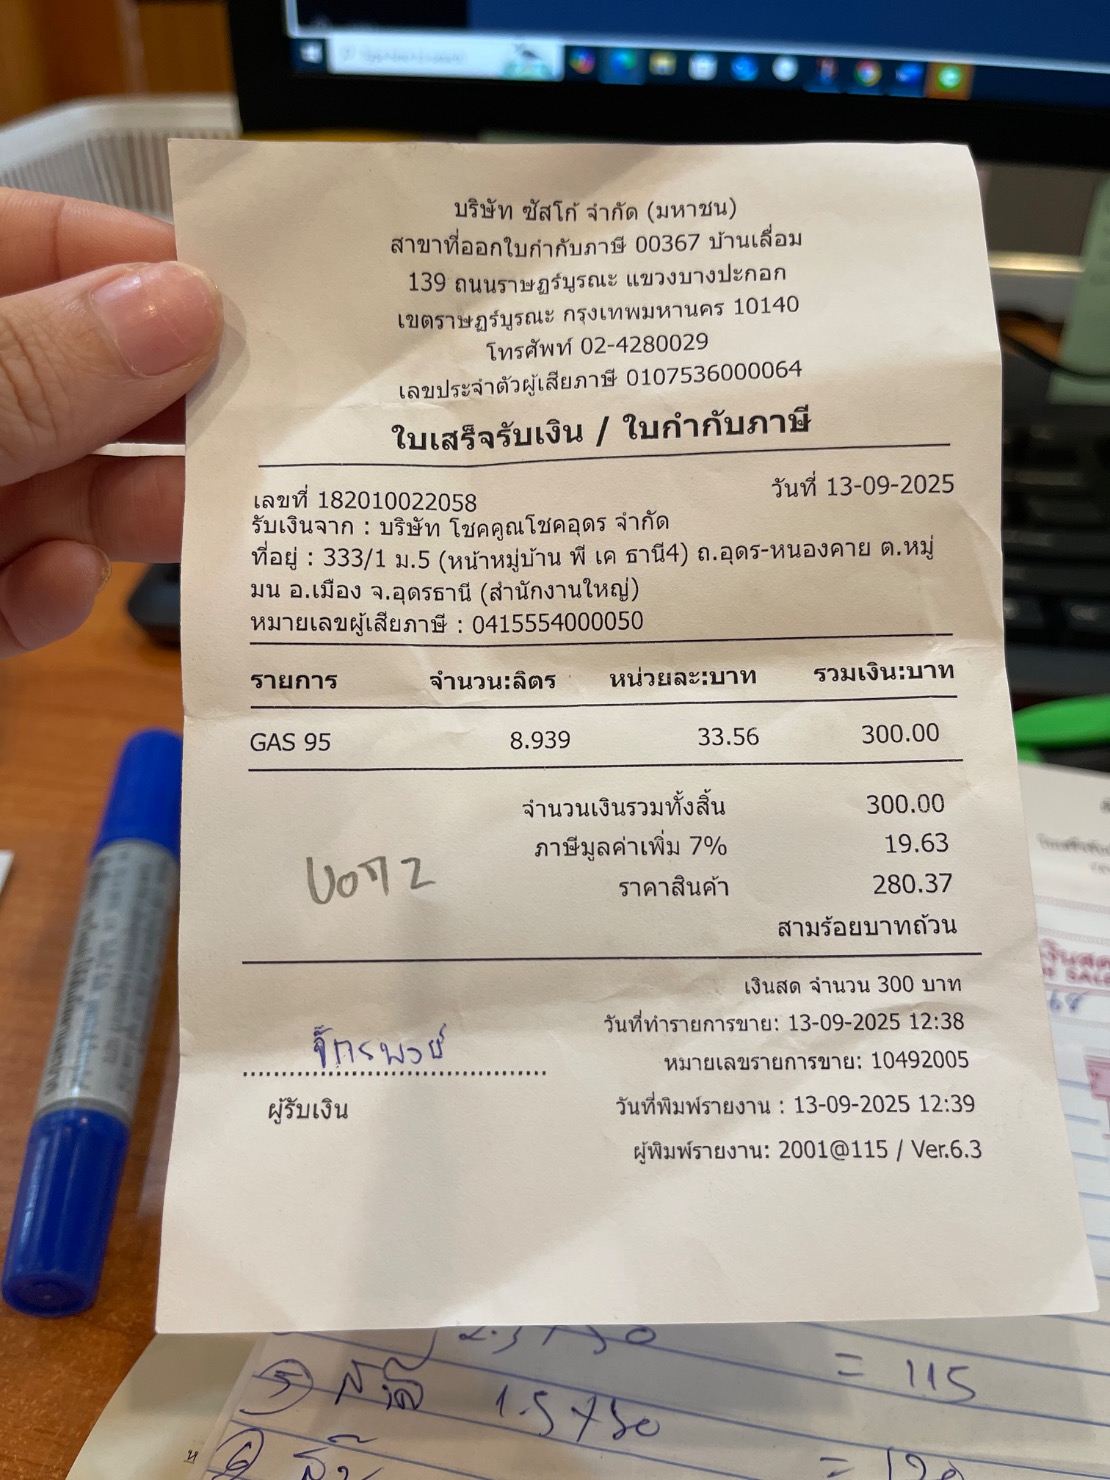 บริษัท ซัสโก้ จำกัด (มหาชน)
สาขาที่ออกใบกำกับภาษี 00367 บ้านเลื่อม
139 ถนนราษฎร์บูรณะ แขวงบางปะกอก
เขตราษฎร์บูรณะ กรุงเทพมหานคร 10140
โทรศัพท์ 02-4280029
เลขประจำตัวผู้เสียภาษี 0107536000064
ใบเสร็จรับเงิน / ใบกำกับภาษี
เลขที่ 182010022058 วันที่ 13-09-2025
รับเงินจาก : บริษัท โชคคูณโชคอุดร จำกัด
ที่อยู่ : 333/1 ม.5 (หน้าหมู่บ้าน พี เค ธานี4) ถ.อุดร-หนองคาย ต.หมู่
มน อ.เมือง จ.อุดรธานี (สำนักงานใหญ่)
หมายเลขผู้เสียภาษี : 0415554000050
รายการ จำนวน:ลิตร หน่วยละ:บาท รวมเงิน:บาท
GAS 95 8.939 33.56 300.00
จำนวนเงินรวมทั้งสิ้น 300.00
ภาษีมูลค่าเพิ่ม 7% 19.63
ราคาสินค้า 280.37
สามร้อยบาทถ้วน
เงินสด จำนวน 300 บาท
วันที่ทำรายการขาย: 13-09-2025 12:38
หมายเลขรายการขาย: 10492005
ผู้รับเงิน
วันที่พิมพ์รายงาน : 13-09-2025 12:39
ผู้พิมพ์รายงาน: 2001@115 / Ver.6.3
= 115